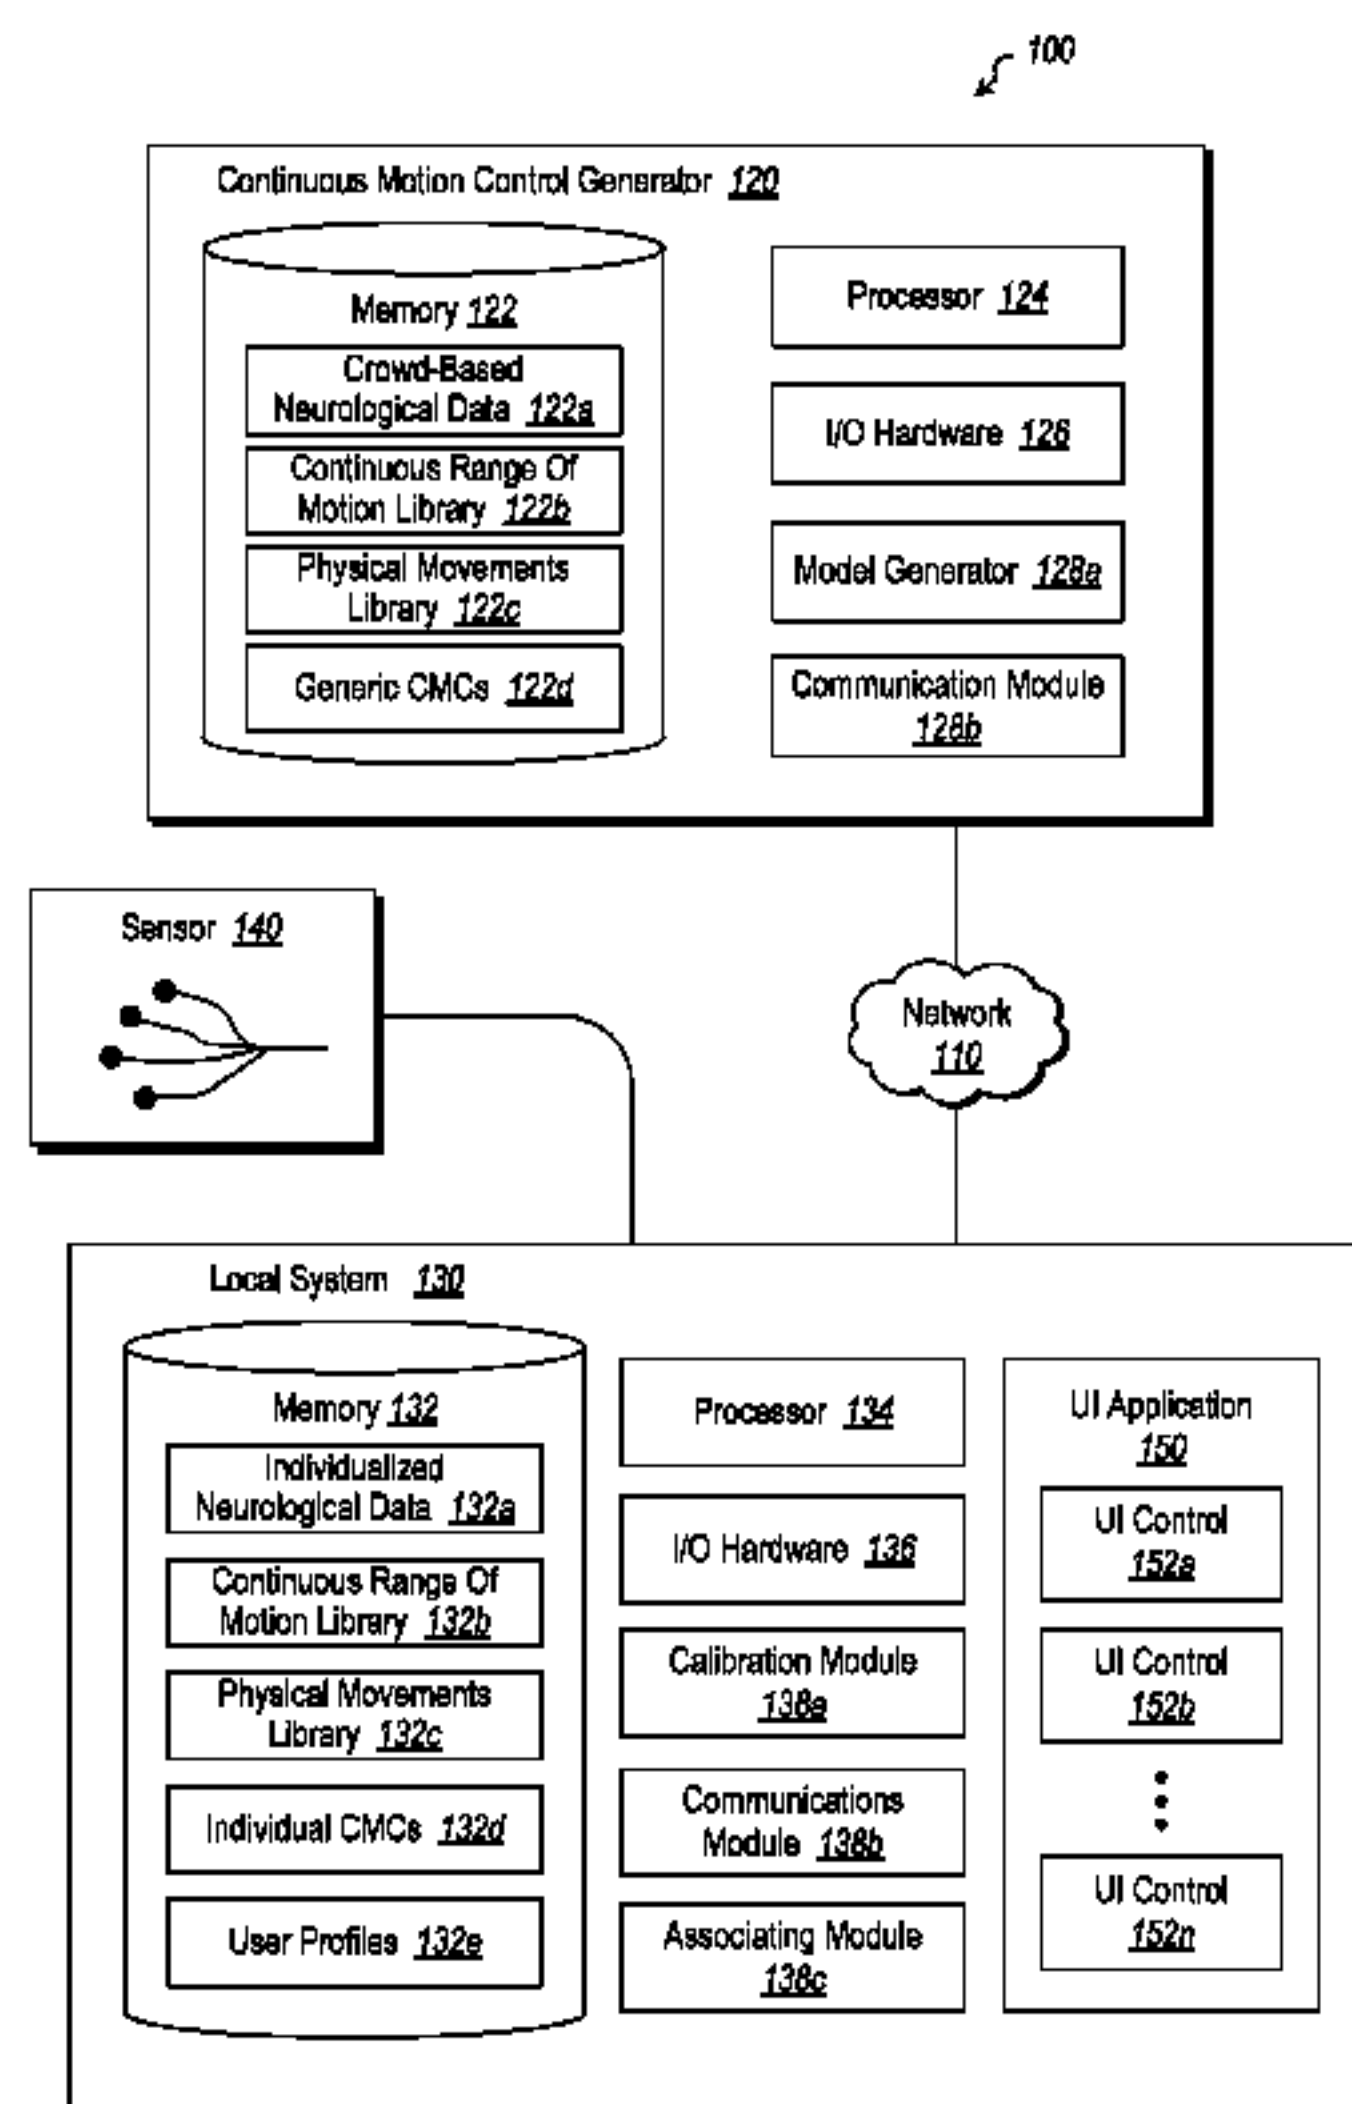 100
Continuous Motion Control Generator 120
Memory 122
Crowd-Based
Neurological Data 122a
Continuous Range Of
Motion Library 122b
Physical Movements
Library 122c
Generic CMCs 122d
Processor 124
I/O Hardware 126
Model Generator 128a
Communication Module
128b
Sensor 140
Network
110
Local System 130
Memory 132
Individualized
Neurological Data 132a
Continuous Range Of
Motion Library 132b
Physical Movements
Library 132c
Individual CMCs 132d
User Profiles 132e
Processor 134
I/O Hardware 136
Calibration Module
138a
Communications
Module 138b
Associating Module
138c
UI Application
150
UI Control
152a
UI Control
152b
UI Control
152n